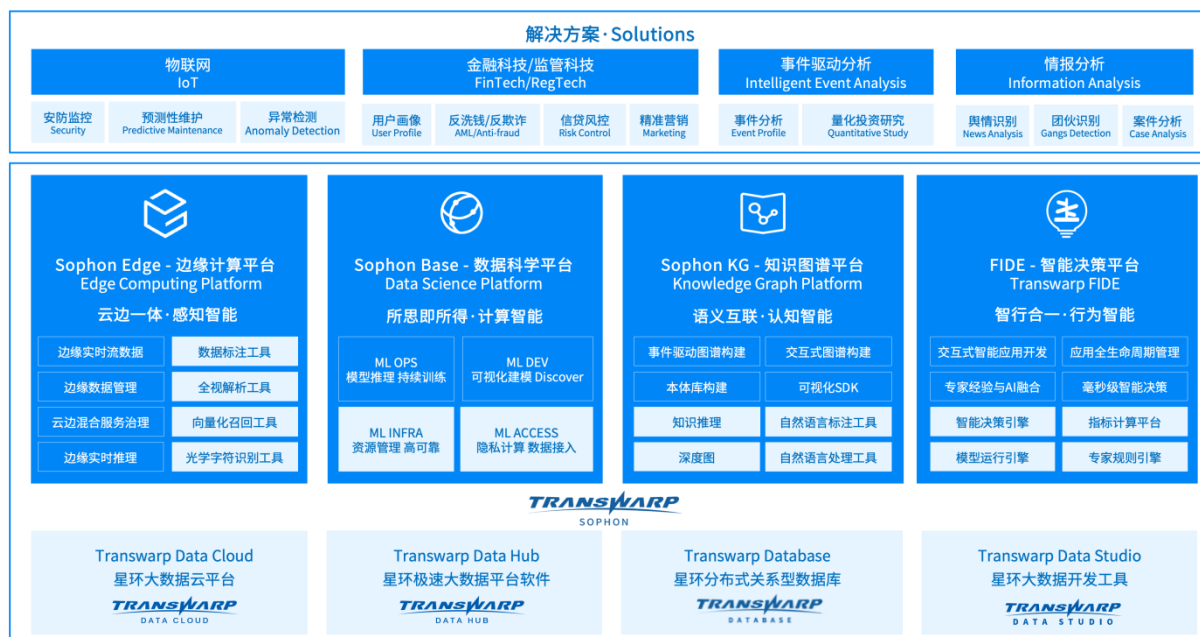 解决方案·Solutions
物联网
IoT
安防监控
Security
预测性维护
Predictive Maintenance
异常检测
Anomaly Detection
金融科技/监管科技
FinTech/RegTech
用户画像
User Profile
反洗钱/反欺诈
AML/Anti-fraud
信贷风控
Risk Control
精准营销
Marketing
事件驱动分析
Intelligent Event Analysis
事件分析
Event Profile
量化投资研究
Quantitative Study
情报分析
Information Analysis
舆情识别
News Analysis
团伙识别
Gangs Detection
案件分析
Case Analysis
Sophon Edge - 边缘计算平台
Edge Computing Platform
云边一体·感知智能
边缘实时流数据
数据标注工具
边缘数据管理
全视解析工具
云边混合服务治理
向量化召回工具
边缘实时推理
光学字符识别工具
Sophon Base - 数据科学平台
Data Science Platform
所思即所得·计算智能
ML OPS
模型推理 持续训练
ML DEV
可视化建模 Discover
ML INFRA
资源管理 高可靠
ML ACCESS
隐私计算 数据接入
Sophon KG - 知识图谱平台
Knowledge Graph Platform
语义互联·认知智能
事件驱动图谱构建
交互式图谱构建
本体库构建
可视化SDK
知识推理
自然语言标注工具
深度图
自然语言处理工具
FIDE - 智能决策平台
Transwarp FIDE
智行合一·行为智能
交互式智能应用开发
应用全生命周期管理
专家经验与AI融合
毫秒级智能决策
智能决策引擎
指标计算平台
模型运行引擎
专家规则引擎
TRANSWARP
SOPHON
Transwarp Data Cloud
星环大数据云平台
TRANSWARP
DATA CLOUD
Transwarp Data Hub
星环极速大数据平台软件
TRANSWARP
DATA HUB
Transwarp Database
星环分布式关系型数据库
TRANSWARP
DATABASE
Transwarp Data Studio
星环大数据开发工具
TRANSWARP
DATA STUDIO